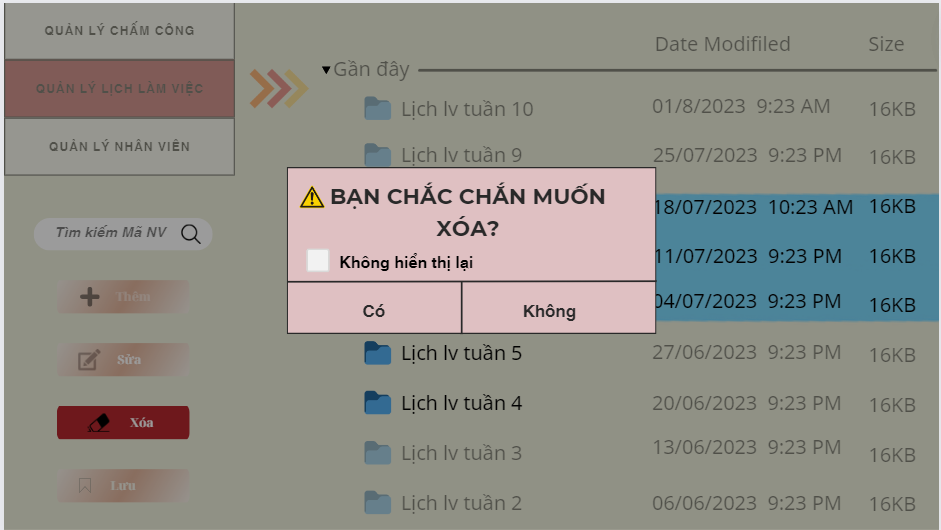 QUẢN LÝ CHẤM CÔNG
QUẢN LÝ LỊCH LÀM VIỆC
QUẢN LÝ NHÂN VIÊN
Tìm kiếm Mã NV
Thêm
Sửa
Xóa
Lưu
Date Modifiled Size
Gần đây
Lịch lv tuần 10 01/8/2023 9:23 AM 16KB
Lịch lv tuần 9 25/07/2023 9:23 PM 16KB
18/07/2023 10:23 AM 16KB
11/07/2023 9:23 PM 16KB
04/07/2023 9:23 PM 16KB
Lịch lv tuần 5 27/06/2023 9:23 PM 16KB
Lịch lv tuần 4 20/06/2023 9:23 PM 16KB
Lịch lv tuần 3 13/06/2023 9:23 PM 16KB
Lịch lv tuần 2 06/06/2023 9:23 PM 16KB
BẠN CHẮC CHẮN MUỐN
XÓA?
Không hiển thị lại
Có Không